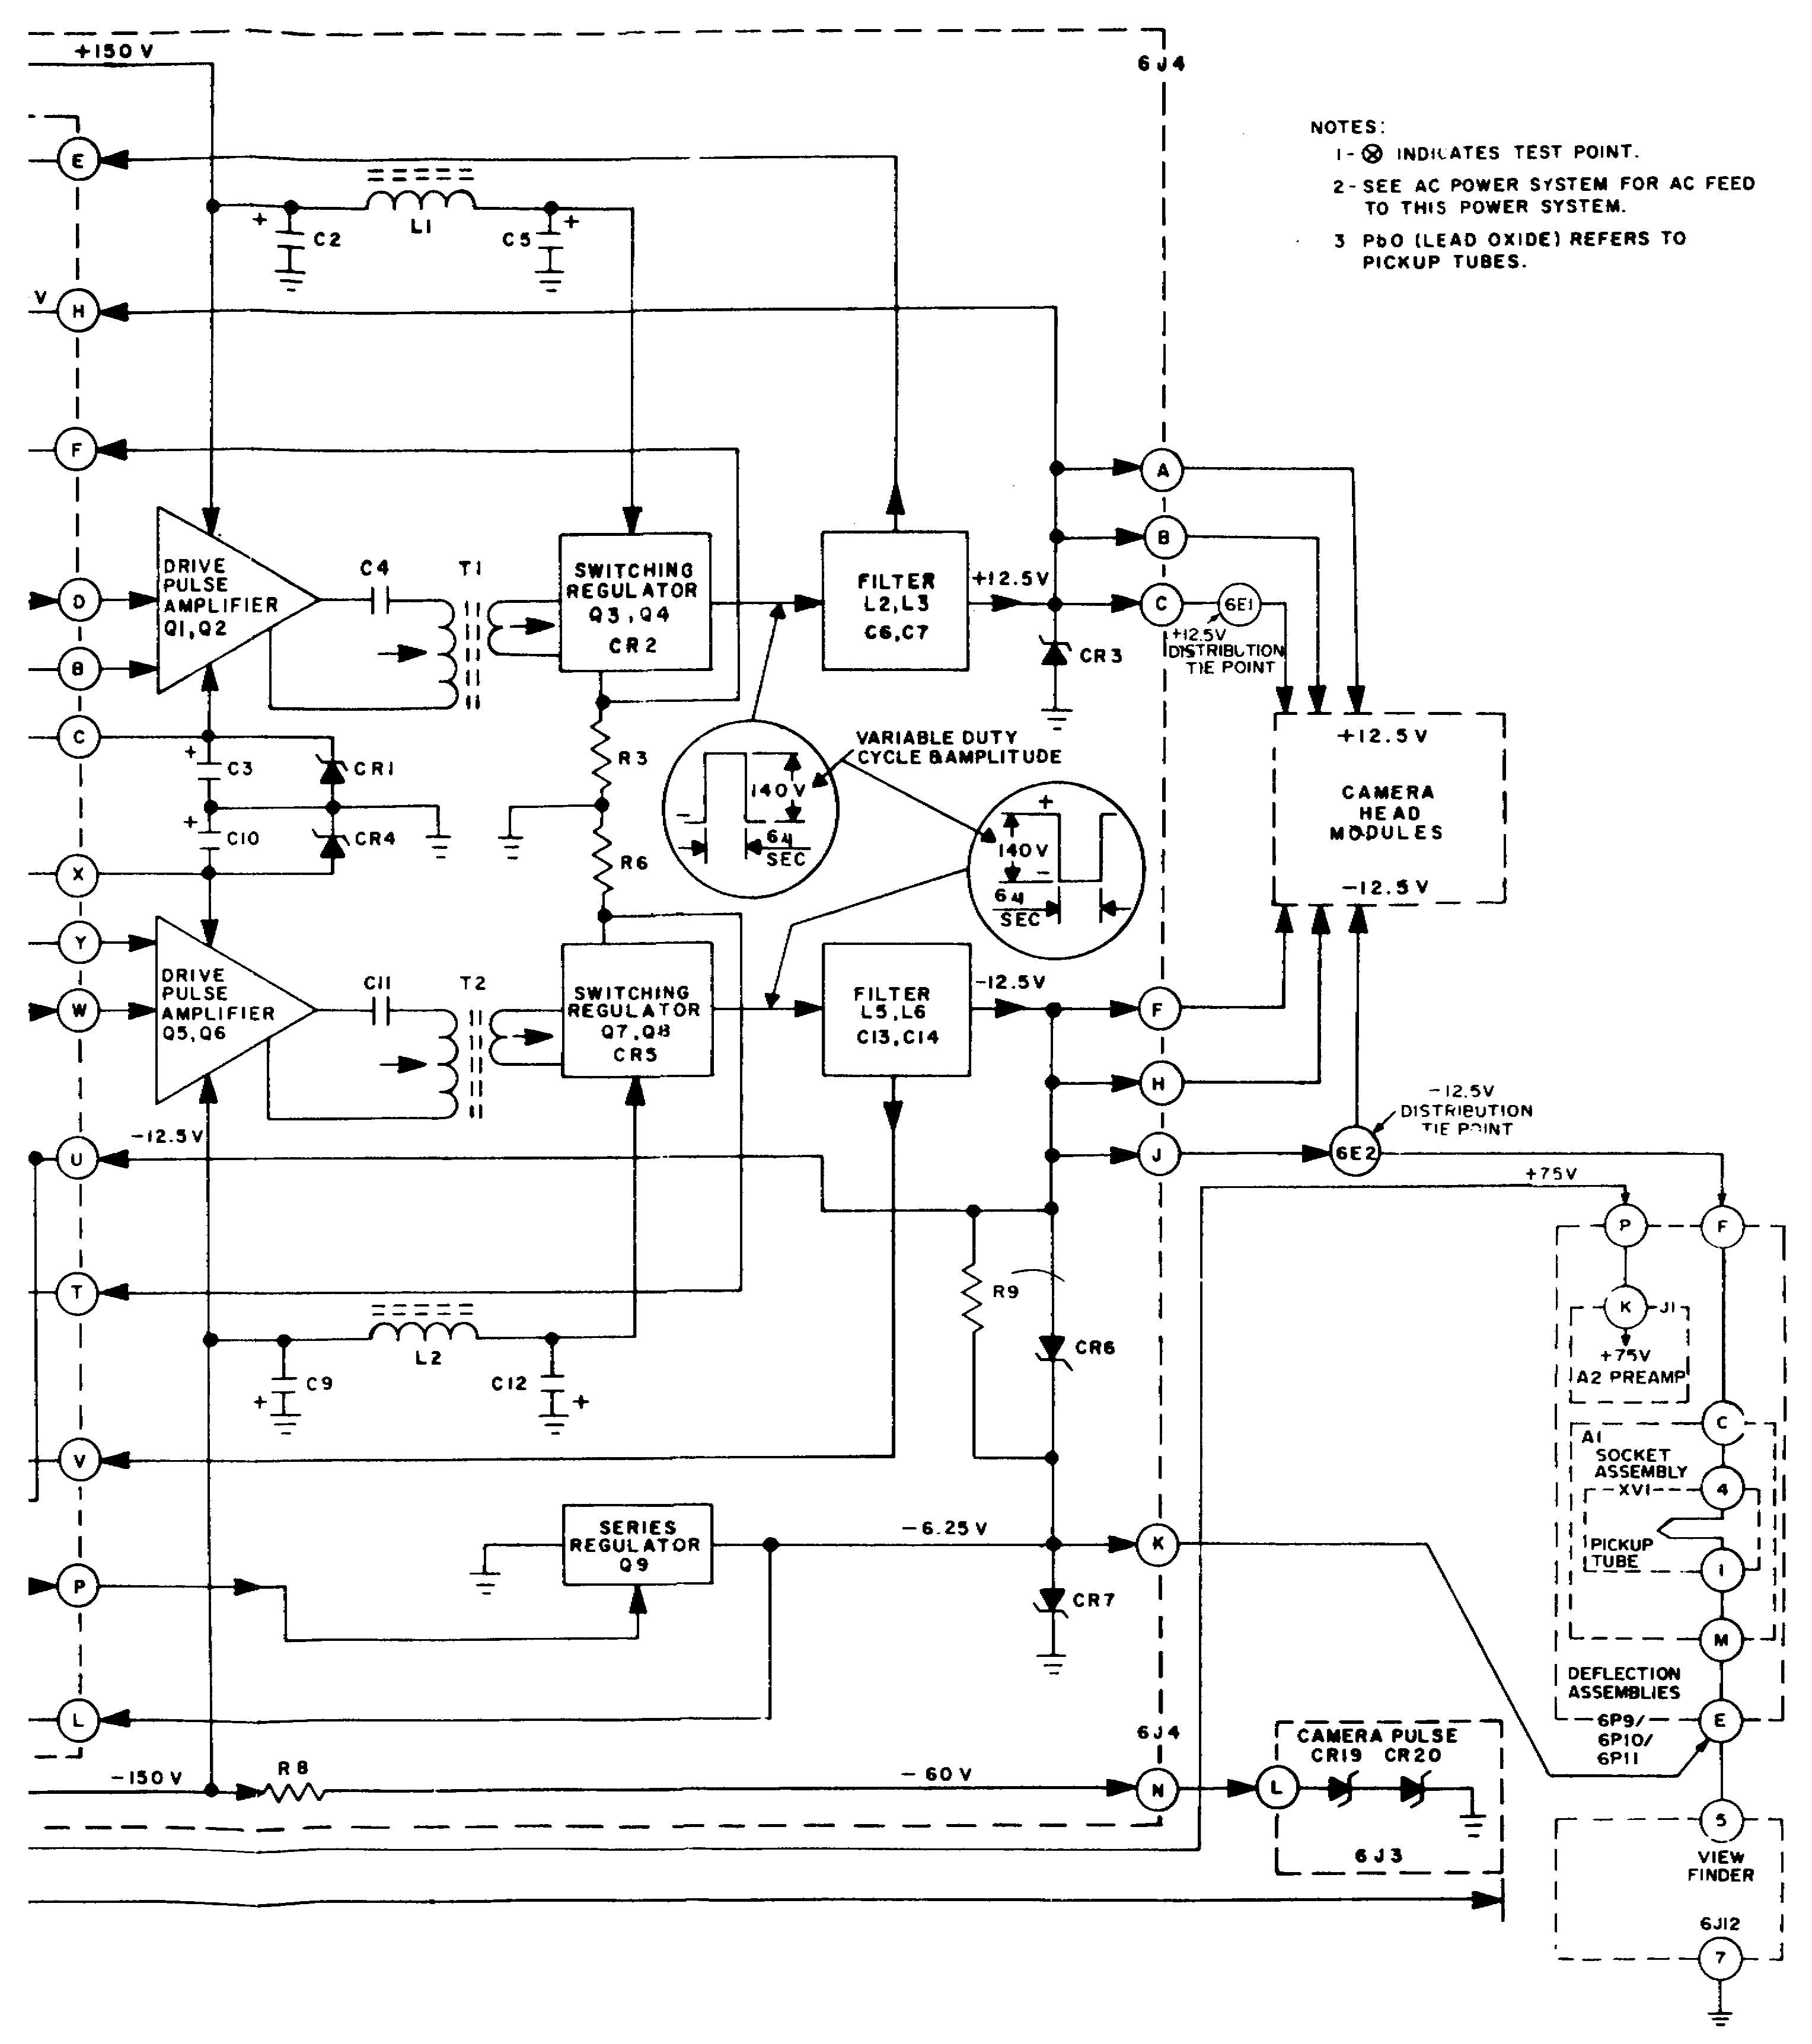 +150 V
6J4
NOTES:
1-⊗ INDICATES TEST POINT.
2-SEE AC POWER SYSTEM FOR AC FEED
TO THIS POWER SYSTEM.
3 PbO (LEAD OXIDE) REFERS TO
PICKUP TUBES.
E
+
C2
L1
C5
+
V
H
F
A
B
DRIVE
PULSE
AMPLIFIER
Q1,Q2
C4
T1
SWITCHING
REGULATOR
Q3,Q4
CR2
FILTER
L2,L3
C6,C7
+12.5V
D
C
6E1
+12.5V
DISTRIBUTION
TIE POINT
CR3
B
C
+
C3
CR1
R3
VARIABLE DUTY
CYCLE & AMPLITUDE
140V
-
6µ
SEC
+
C10
CR4
R6
+
140V
-
6µ
SEC
+12.5V
CAMERA
HEAD
MODULES
-12.5V
X
Y
DRIVE
PULSE
AMPLIFIER
Q5,Q6
C11
T2
SWITCHING
REGULATOR
Q7,Q8
CR5
FILTER
L5,L6
C13,C14
-12.5V
W
F
H
-12.5V
DISTRIBUTION
TIE POINT
-12.5V
U
J
6E2
+75V
P
F
T
R9
K
J1
+75V
A2 PREAMP
L2
CR6
C9
+
C12
+
V
C
A1
SOCKET
ASSEMBLY
XV1
4
PICKUP
TUBE
1
M
SERIES
REGULATOR
Q9
-6.25V
K
P
CR7
DEFLECTION
ASSEMBLIES
6P9/
6P10/
6P11
E
L
6J4
CAMERA PULSE
CR19 CR20
-150 V
R8
-60 V
N
L
6J3
5
VIEW
FINDER
6J12
7